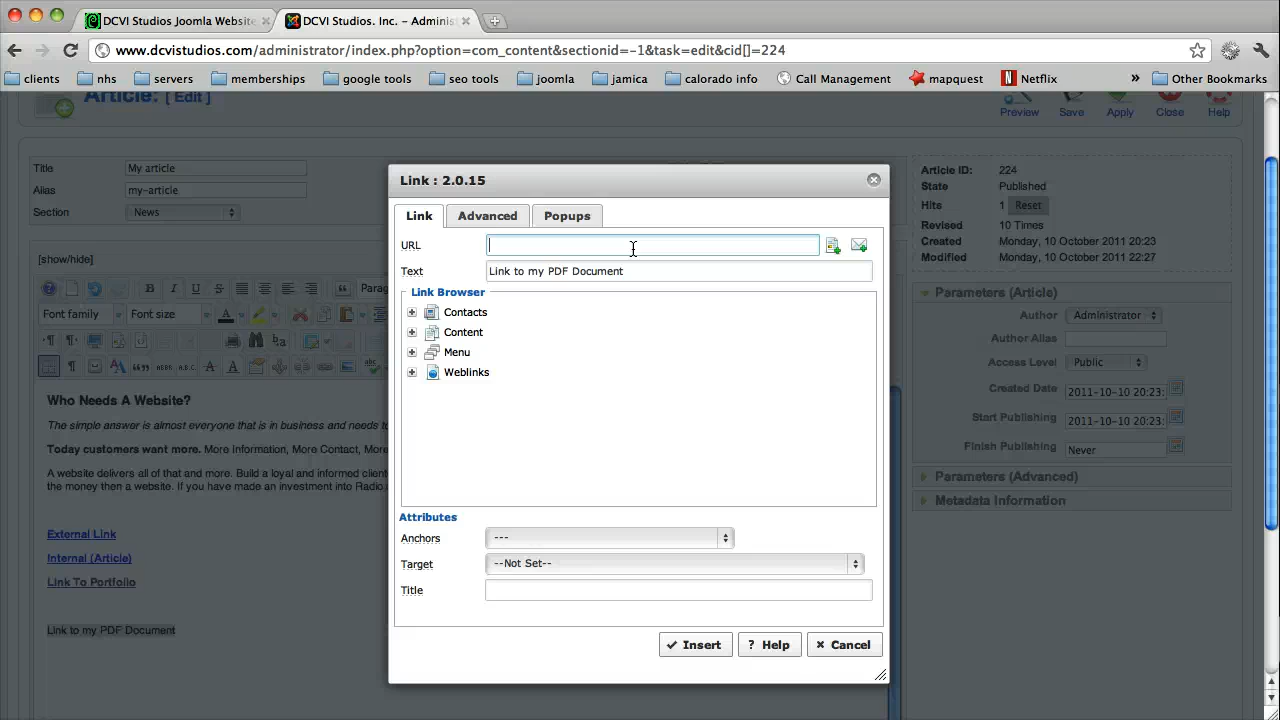 DCVI Studios Joomla Website
DCVI Studios. Inc. – Administ
www.dcvistudios.com/administrator/index.php?option=com_content&sectionid=-1&task=edit&cid[]=224
clients nhs servers memberships google tools seo tools joomla jamica calorado info Call Management mapquest Netflix » Other Bookmarks
Article: [ Edit ]
Preview Save Apply Close Help
Title My article
Alias my-article
Section News
Article ID: 224
State Published
Hits 1 Reset
Revised 10 Times
Created Monday, 10 October 2011 20:23
Modified Monday, 10 October 2011 22:27
[show/hide]
Parag
Font family Font size
Parameters (Article)
Author Administrator
Author Alias
Access Level Public
Created Date 2011-10-10 20:23:
Start Publishing 2011-10-10 20:23:
Finish Publishing Never
Parameters (Advanced)
Metadata Information
Who Needs A Website?
The simple answer is almost everyone that is in business and needs to
Today customers want more. More Information, More Contact, More
A website delivers all of that and more. Build a loyal and informed client
the money then a website. If you have made an investment into Radio
External Link
Internal (Article)
Link To Portfolio
Link to my PDF Document
Link : 2.0.15
Link Advanced Popups
URL
Text Link to my PDF Document
Link Browser
Contacts
Content
Menu
Weblinks
Attributes
Anchors ---
Target --Not Set--
Title
Insert ? Help Cancel